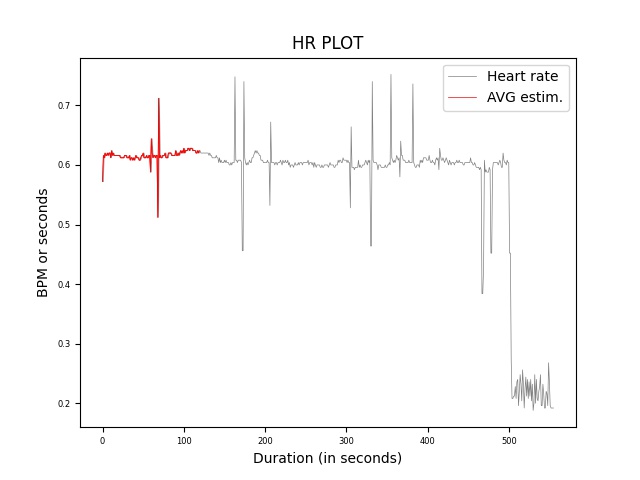 HR PLOT
Heart rate
AVG estim.
BPM or seconds
0.7
0.6
0.5
0.4
0.3
0.2
0 100 200 300 400 500
Duration (in seconds)